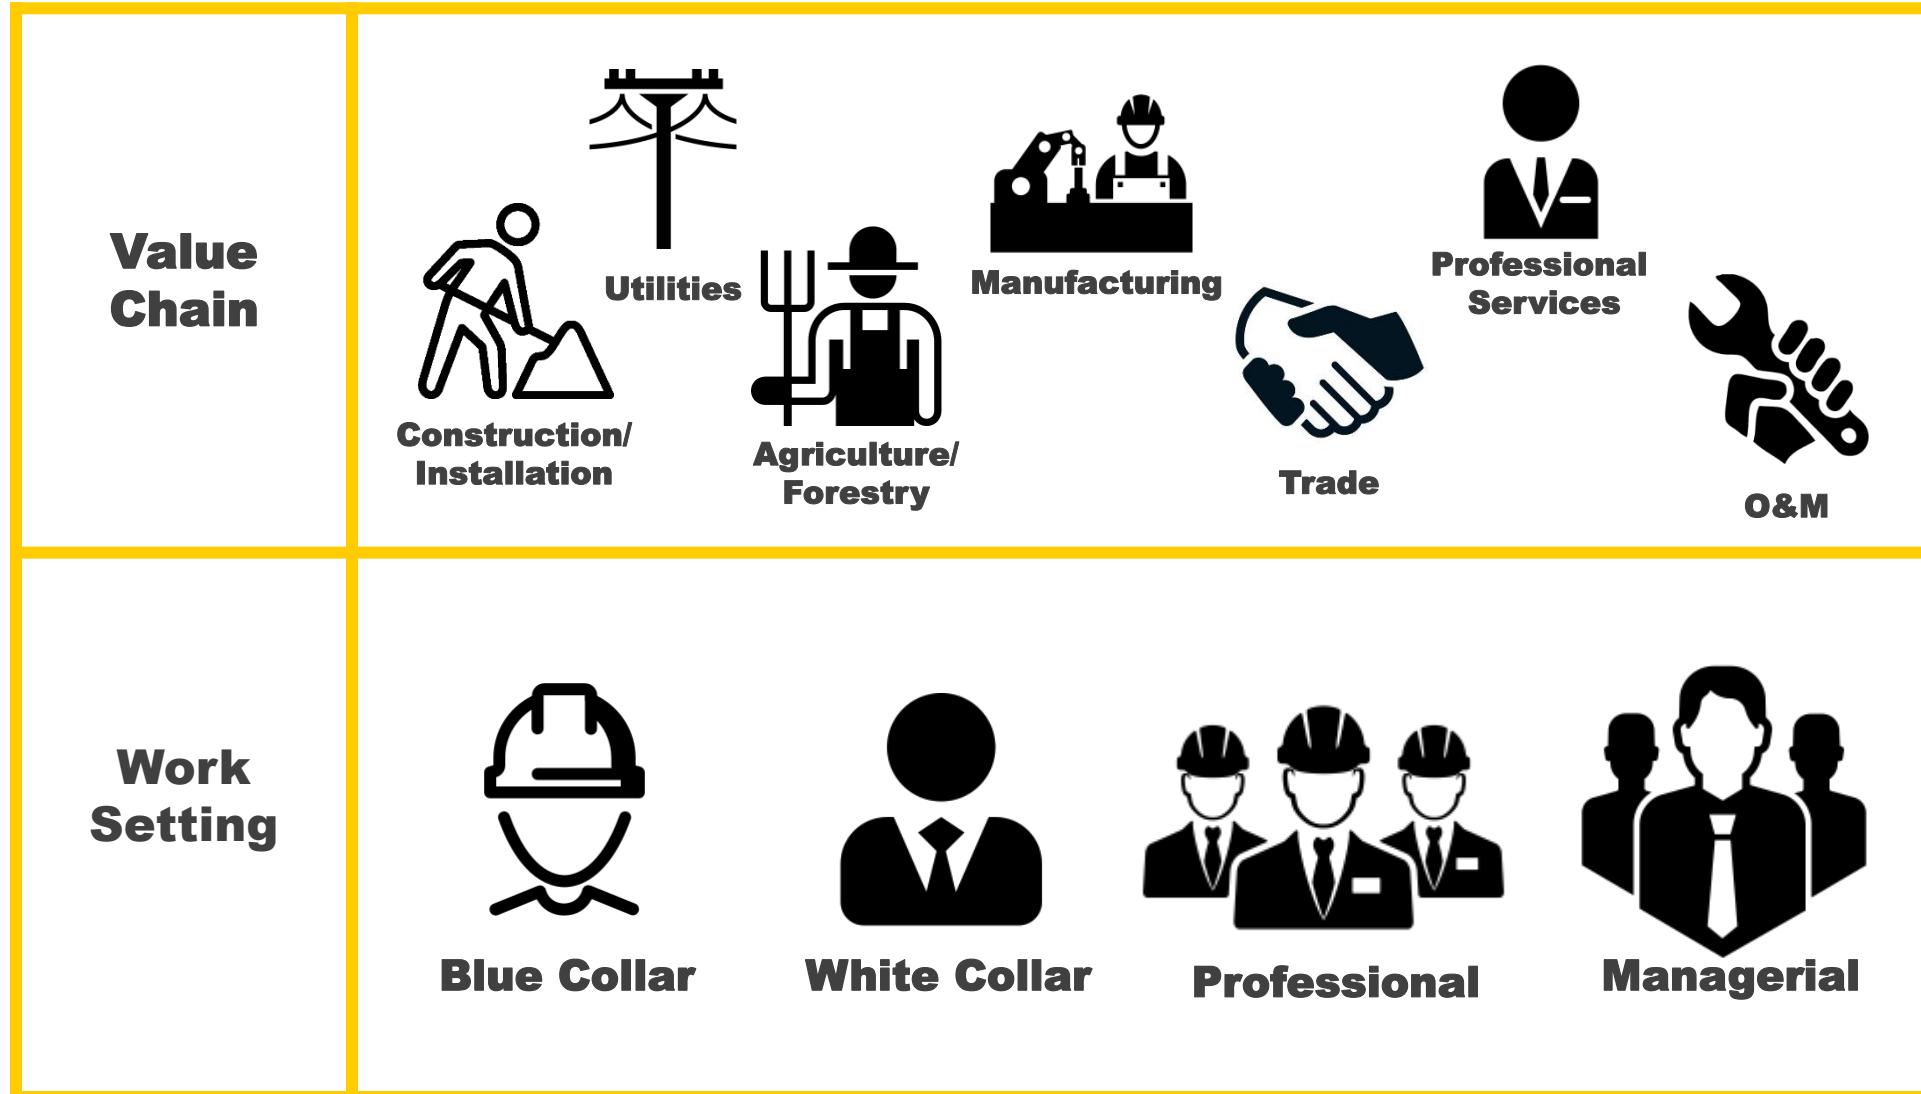 Value
Chain
Construction/
Installation
Utilities
Agriculture/
Forestry
Manufacturing
Trade
Professional
Services
O&M
Work
Setting
Blue Collar
White Collar
Professional
Managerial